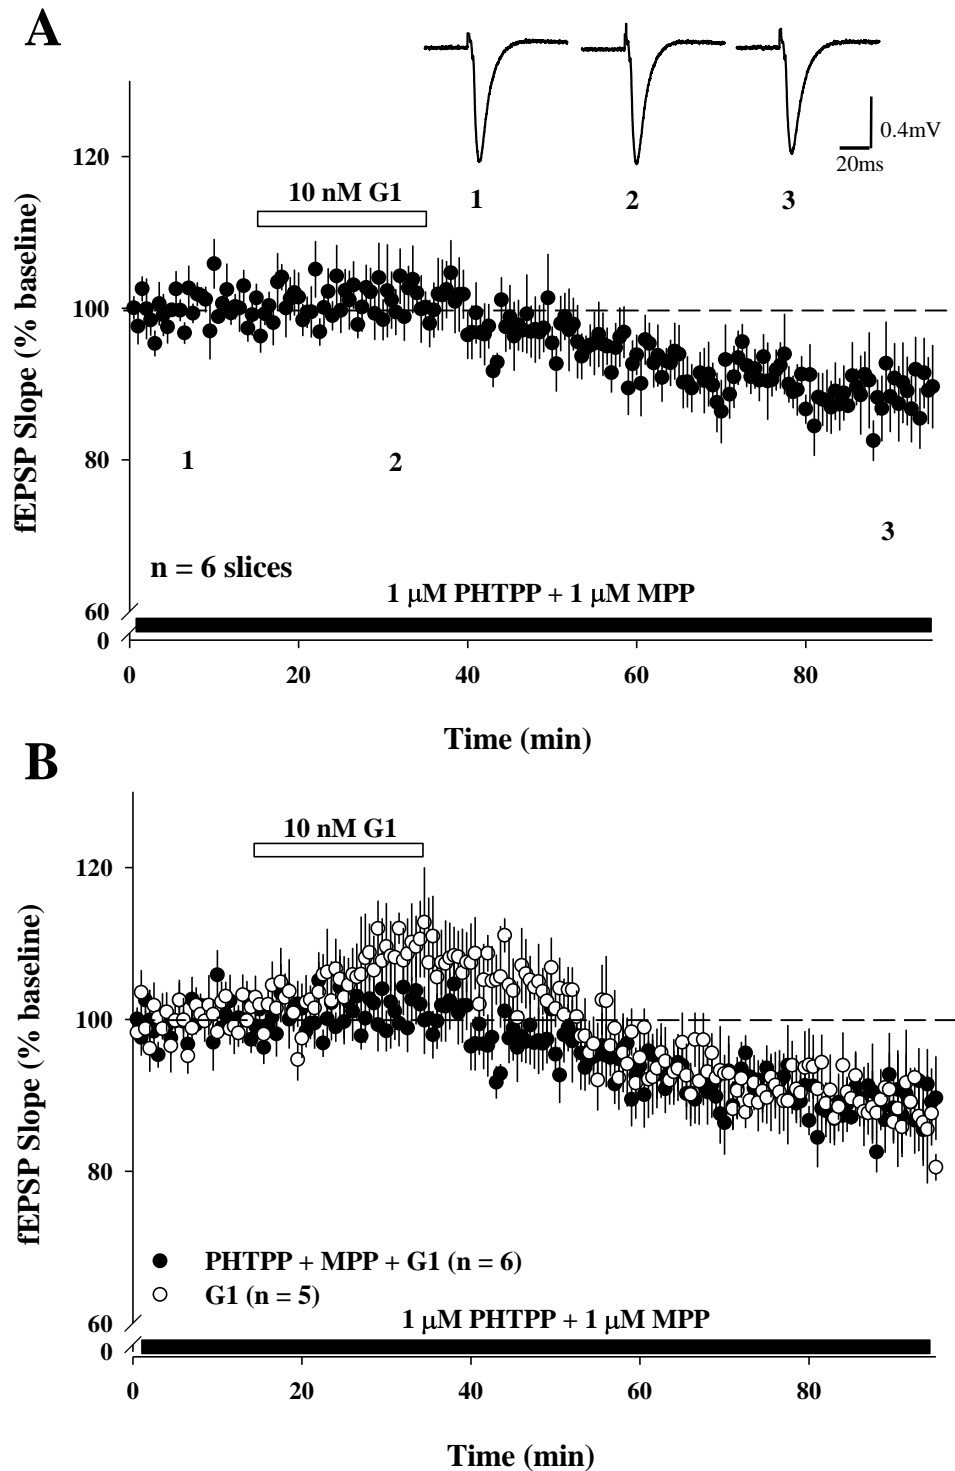 A
0.4mV
20ms
1 2 3
10 nM G1
120
100
80
60
0
fEPSP Slope (% baseline)
1
2
3
n = 6 slices
1 μM PHTPP + 1 μM MPP
0 20 40 60 80
Time (min)
B
10 nM G1
120
100
80
60
0
fEPSP Slope (% baseline)
PHTPP + MPP + G1 (n = 6)
G1 (n = 5)
1 μM PHTPP + 1 μM MPP
0 20 40 60 80
Time (min)